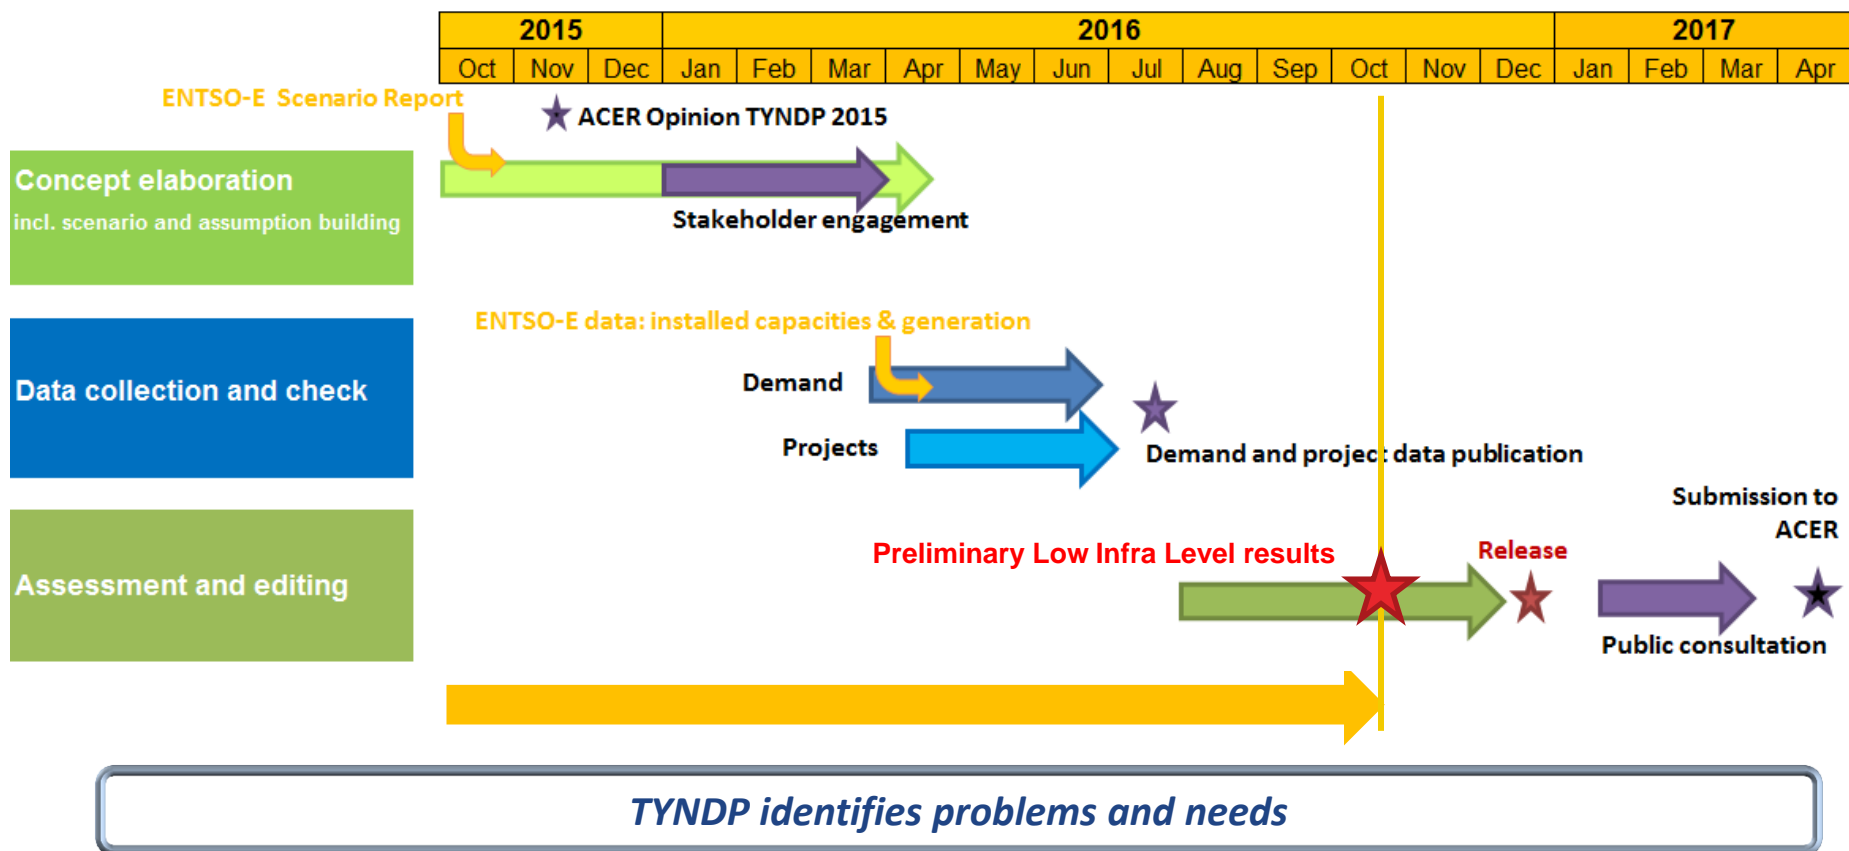 2015 2016 2017
Oct Nov Dec Jan Feb Mar Apr May Jun Jul Aug Sep Oct Nov Dec Jan Feb Mar Apr
ENTSO-E Scenario Report
ACER Opinion TYNDP 2015
Concept elaboration
incl. scenario and assumption building
Stakeholder engagement
ENTSO-E data: installed capacities & generation
Data collection and check
Demand
Projects
Demand and project data publication
Submission to
ACER
Preliminary Low Infra Level results
Release
Assessment and editing
Public consultation
TYNDP identifies problems and needs